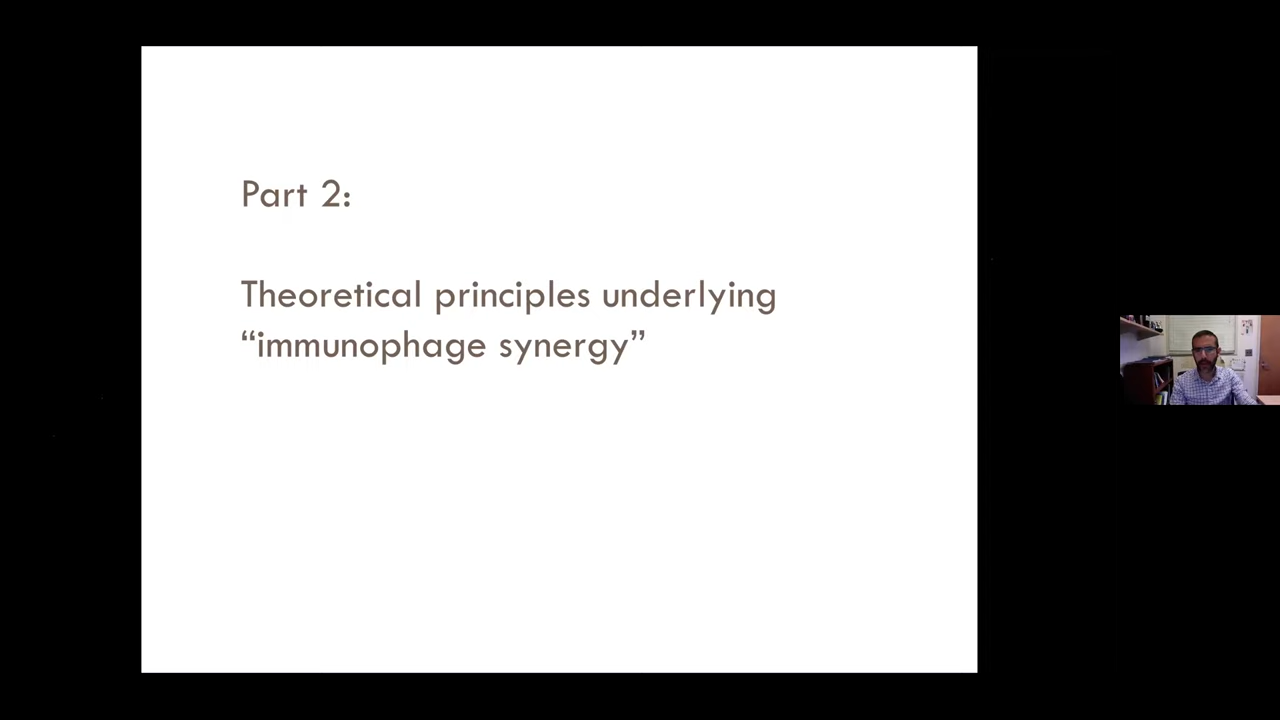 Part 2:
Theoretical principles underlying
“immunophage synergy”